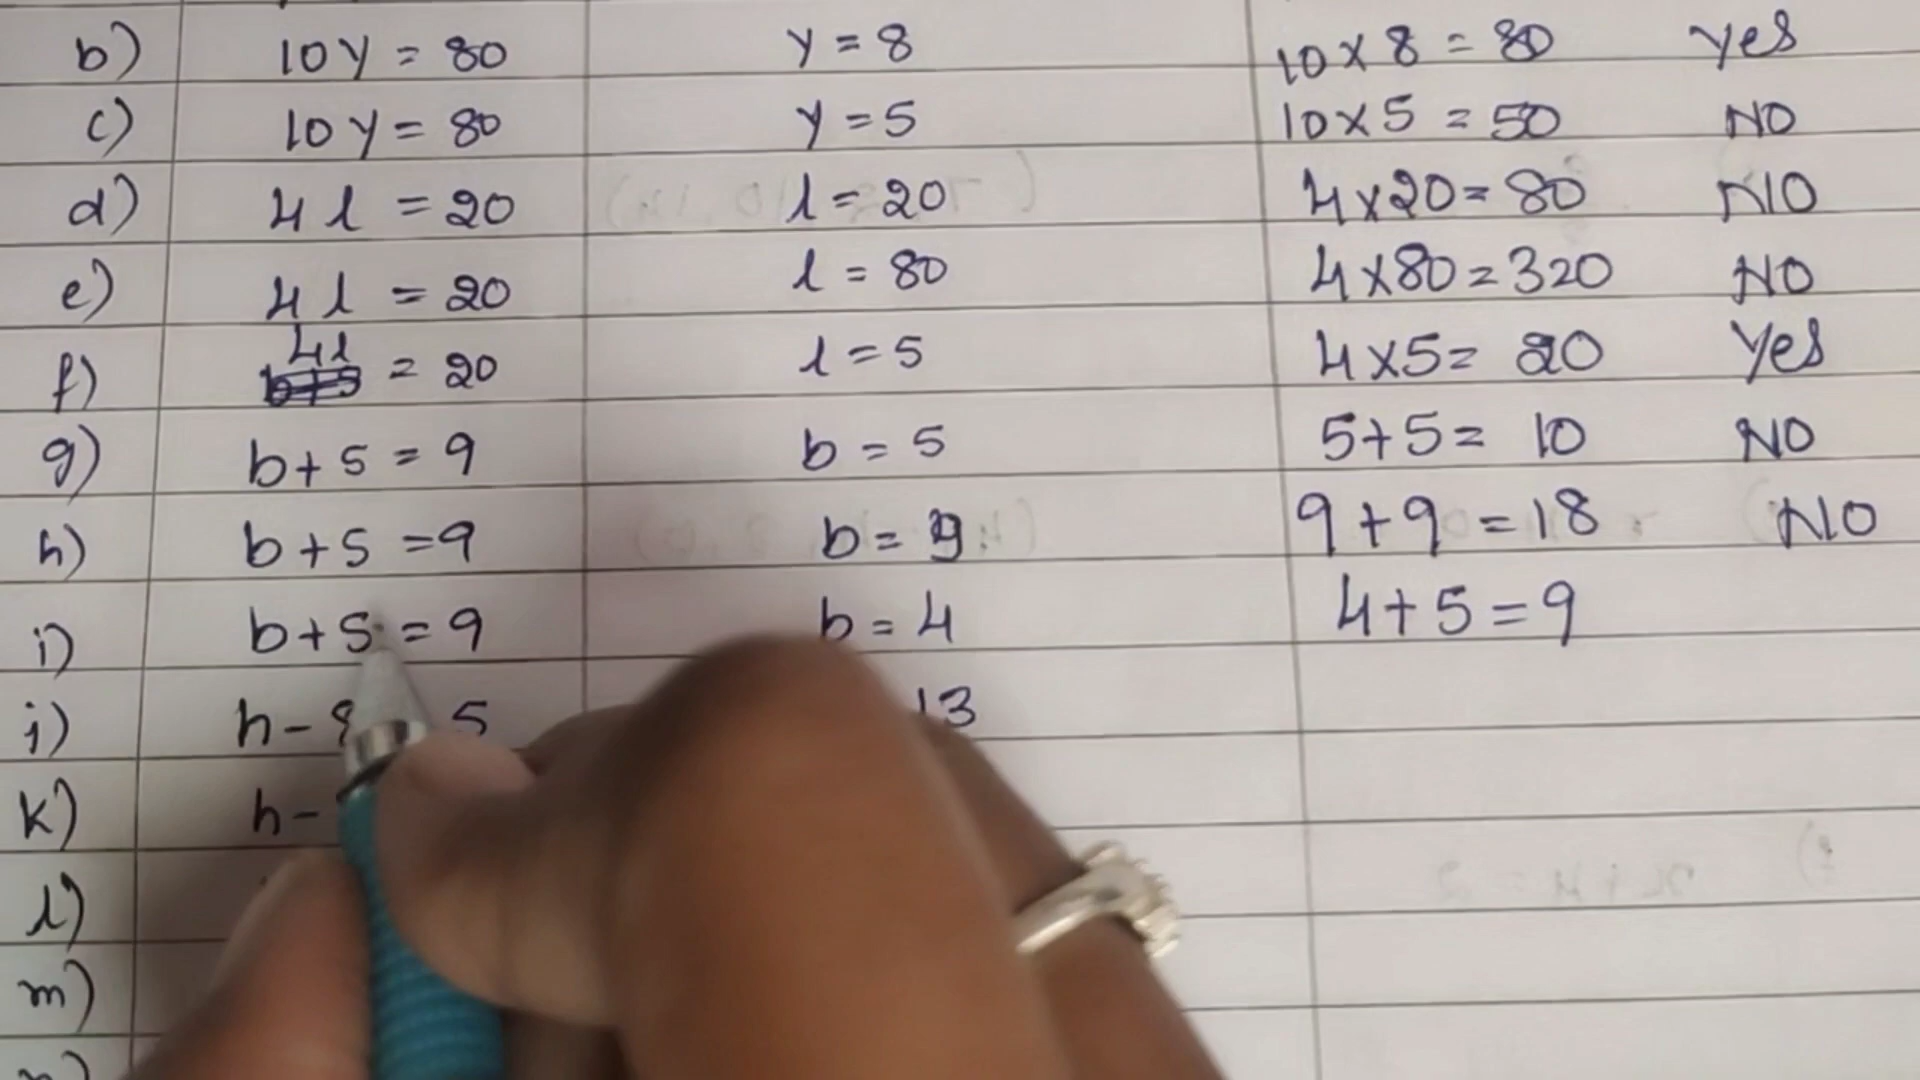 b) 10y = 80 y = 8 10 x 8 = 80 Yes
c) 10y = 80 y = 5 10 x 5 = 50 NO
d) 4l = 20 l = 20 4 x 20 = 80 NO
e) 4l = 20 l = 80 4 x 80 = 320 NO
f) 4l = 20 l = 5 4 x 5 = 20 Yes
g) b + 5 = 9 b = 5 5 + 5 = 10 NO
h) b + 5 = 9 b = 9 9 + 9 = 18 NO
i) b + 5 = 9 b = 4 4 + 5 = 9
j) h - 5 13
k) h -
l)
m)